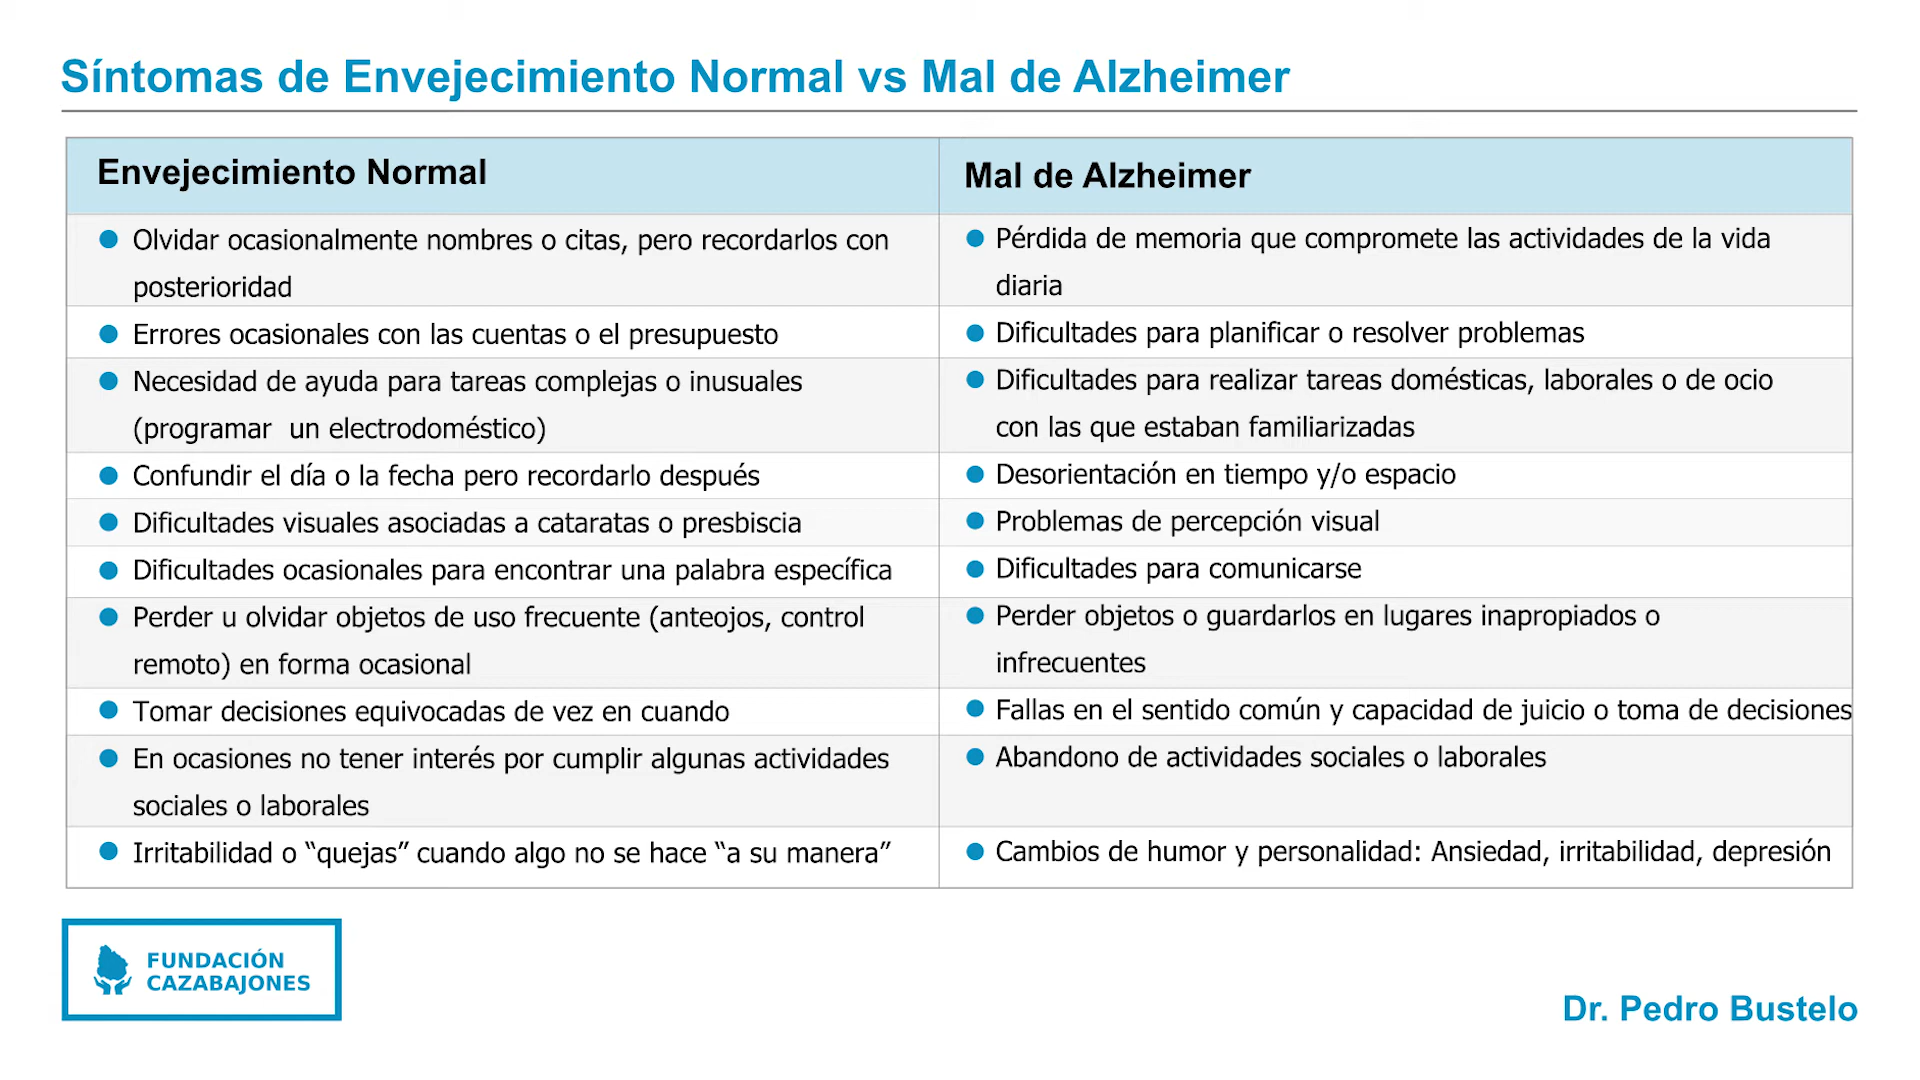 Síntomas de Envejecimiento Normal vs Mal de Alzheimer
Envejecimiento Normal
Mal de Alzheimer
Olvidar ocasionalmente nombres o citas, pero recordarlos con
posterioridad
Pérdida de memoria que compromete las actividades de la vida
diaria
Errores ocasionales con las cuentas o el presupuesto
Dificultades para planificar o resolver problemas
Necesidad de ayuda para tareas complejas o inusuales
(programar  un electrodoméstico)
Dificultades para realizar tareas domésticas, laborales o de ocio
con las que estaban familiarizadas
Confundir el día o la fecha pero recordarlo después
Desorientación en tiempo y/o espacio
Dificultades visuales asociadas a cataratas o presbiscia
Problemas de percepción visual
Dificultades ocasionales para encontrar una palabra específica
Dificultades para comunicarse
Perder u olvidar objetos de uso frecuente (anteojos, control
remoto) en forma ocasional
Perder objetos o guardarlos en lugares inapropiados o
infrecuentes
Tomar decisiones equivocadas de vez en cuando
Fallas en el sentido común y capacidad de juicio o toma de decisiones
En ocasiones no tener interés por cumplir algunas actividades
sociales o laborales
Abandono de actividades sociales o laborales
Irritabilidad o “quejas” cuando algo no se hace “a su manera”
Cambios de humor y personalidad: Ansiedad, irritabilidad, depresión
FUNDACIÓN
CAZABAJONES
Dr. Pedro Bustelo